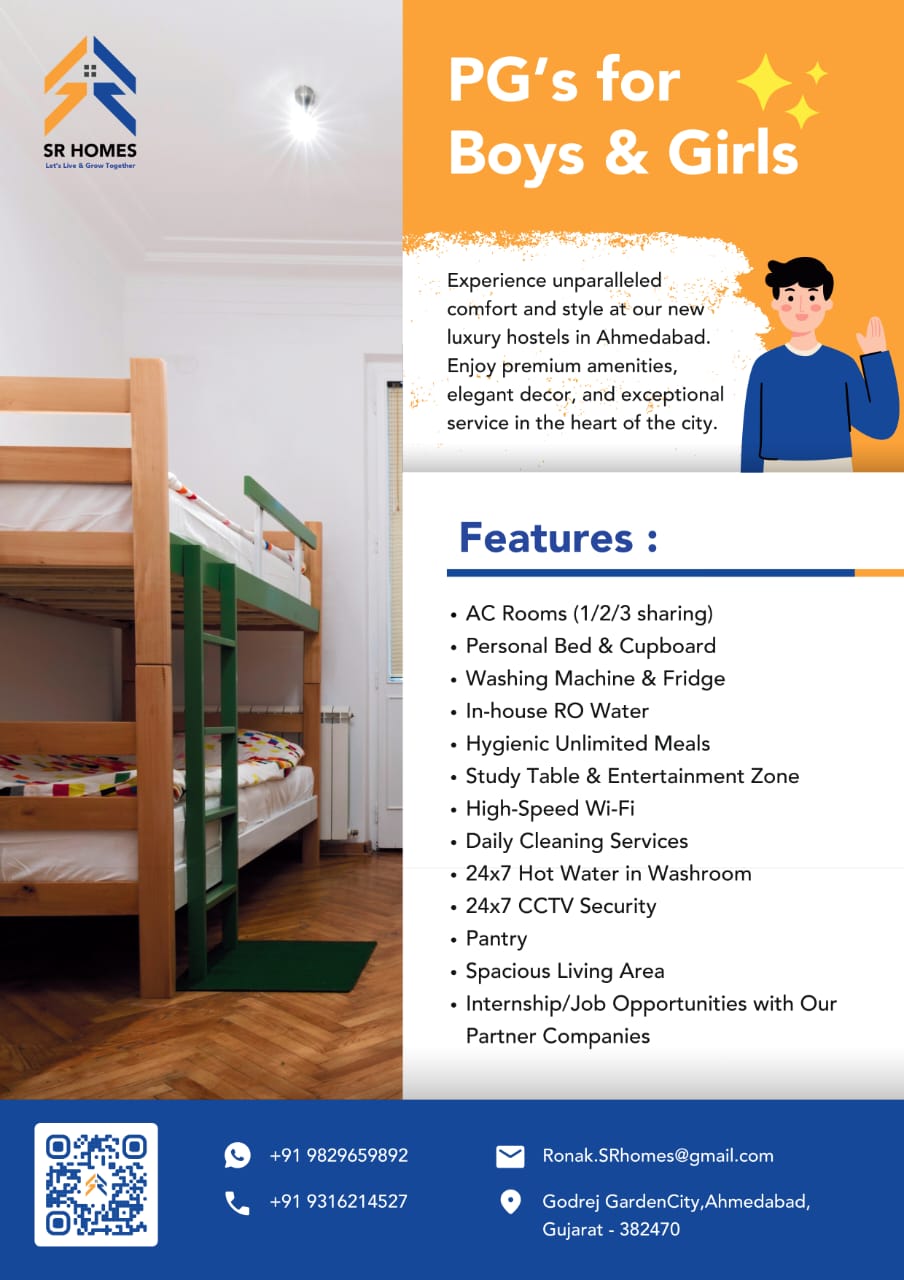 SR HOMES
Let's Live & Grow Together
PG's for
Boys & Girls
Experience unparalleled
comfort and style at our new
luxury hostels in Ahmedabad.
Enjoy premium amenities,
elegant decor, and exceptional
service in the heart of the city.
Features :
• AC Rooms (1/2/3 sharing)
• Personal Bed & Cupboard
• Washing Machine & Fridge
• In-house RO Water
• Hygienic Unlimited Meals
• Study Table & Entertainment Zone
• High-Speed Wi-Fi
• Daily Cleaning Services
• 24x7 Hot Water in Washroom
• 24x7 CCTV Security
• Pantry
• Spacious Living Area
• Internship/Job Opportunities with Our
Partner Companies
+91 9829659892
+91 9316214527
Ronak.SRhomes@gmail.com
Godrej GardenCity,Ahmedabad,
Gujarat - 382470